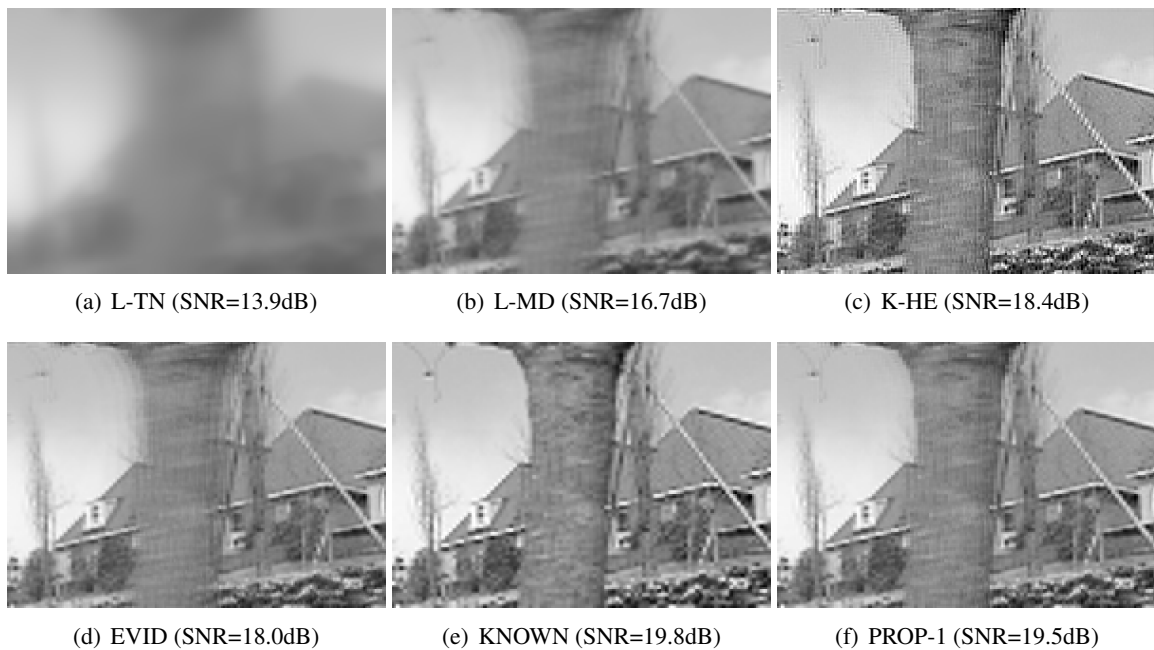 (a) L-TN (SNR=13.9dB)
(b) L-MD (SNR=16.7dB)
(c) K-HE (SNR=18.4dB)
(d) EVID (SNR=18.0dB)
(e) KNOWN (SNR=19.8dB)
(f) PROP-1 (SNR=19.5dB)